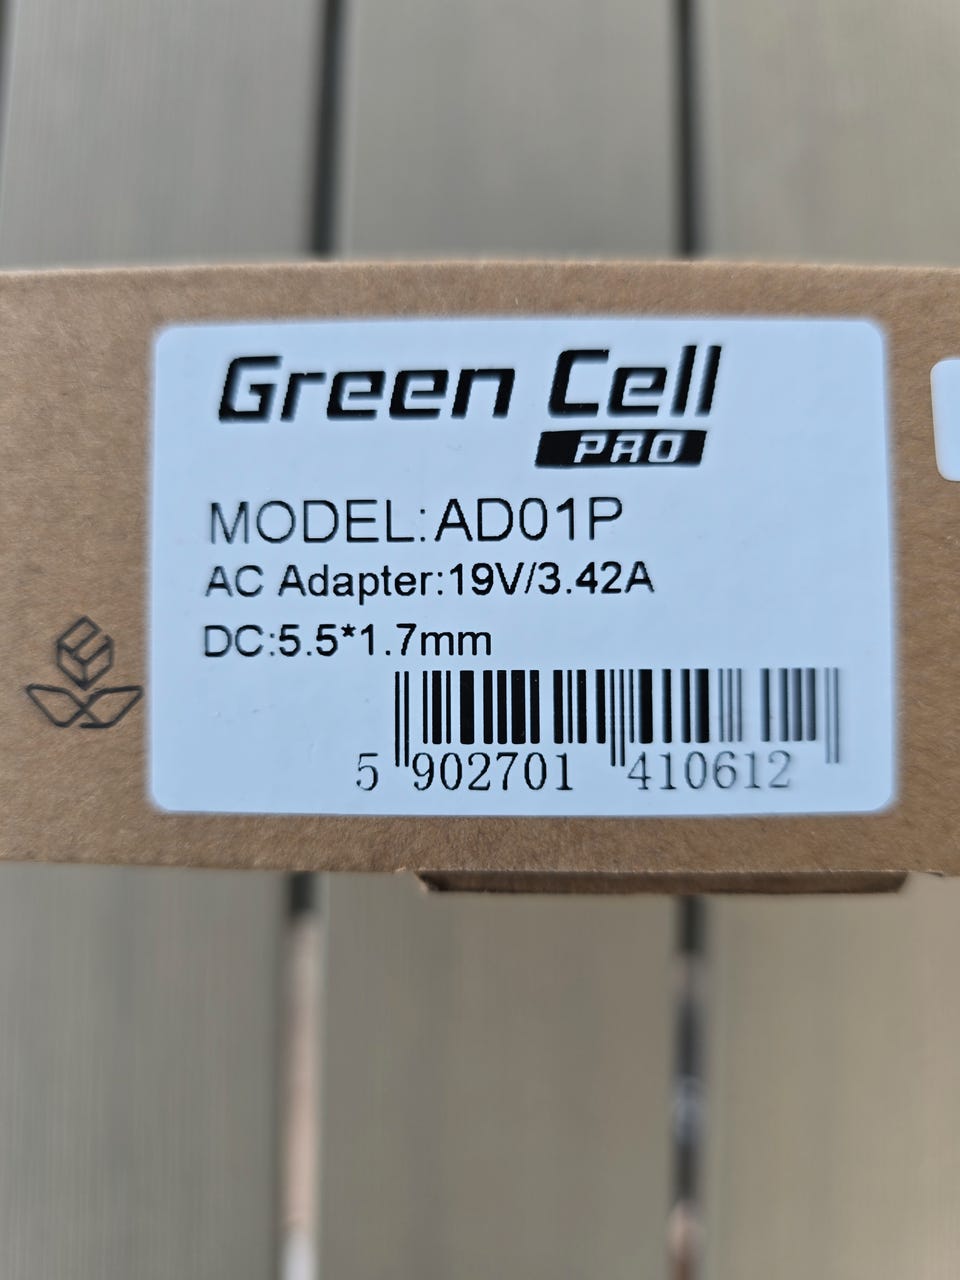 Green Cell
PRO
MODEL:AD01P
AC Adapter:19V/3.42A
DC:5.5*1.7mm
5 902701 410612